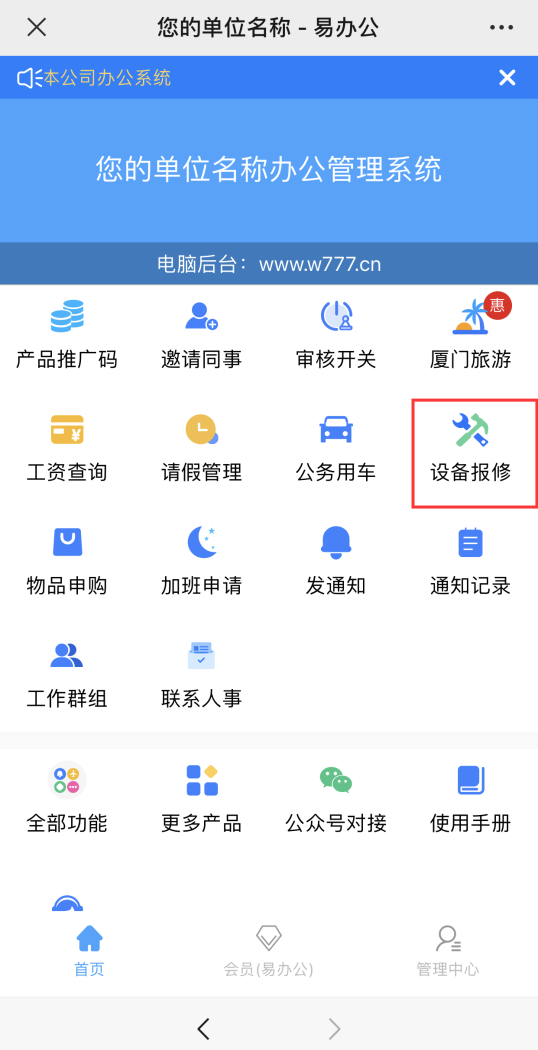 您的单位名称 - 易办公
本公司办公系统
您的单位名称办公管理系统
电脑后台：www.w777.cn
惠
产品推广码 邀请同事 审核开关 厦门旅游
工资查询 请假管理 公务用车 设备报修
物品申购 加班申请 发通知 通知记录
工作群组 联系人事
全部功能 更多产品 公众号对接 使用手册
首页 会员(易办公) 管理中心